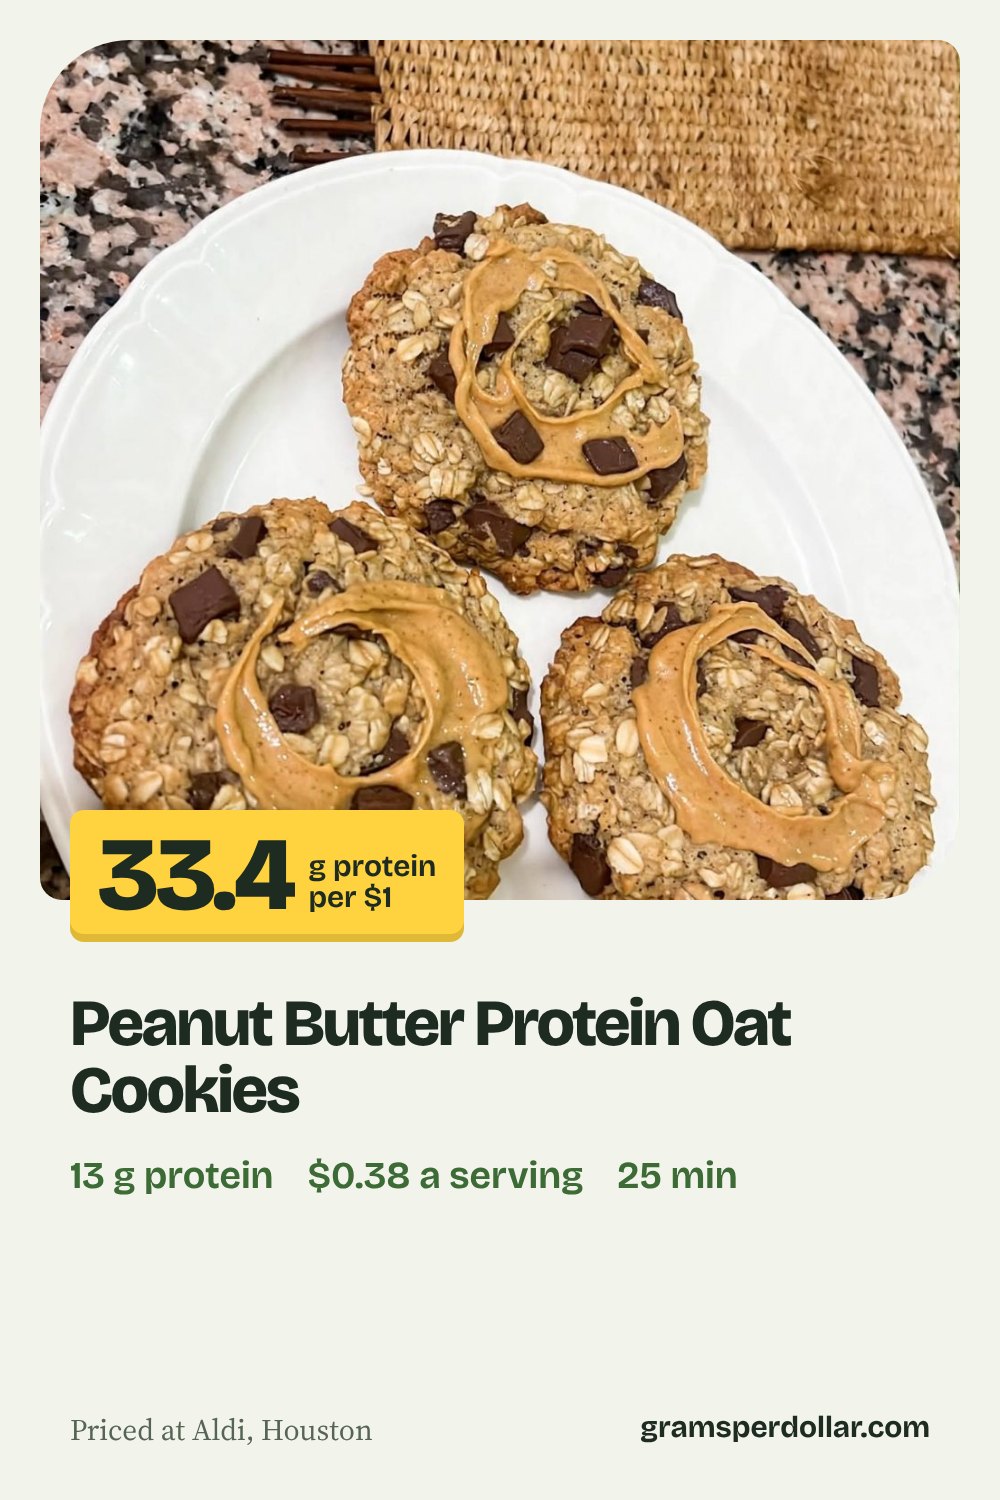 33.4 g protein
per $1
Peanut Butter Protein Oat
Cookies
13 g protein $0.38 a serving 25 min
Priced at Aldi, Houston
gramsperdollar.com